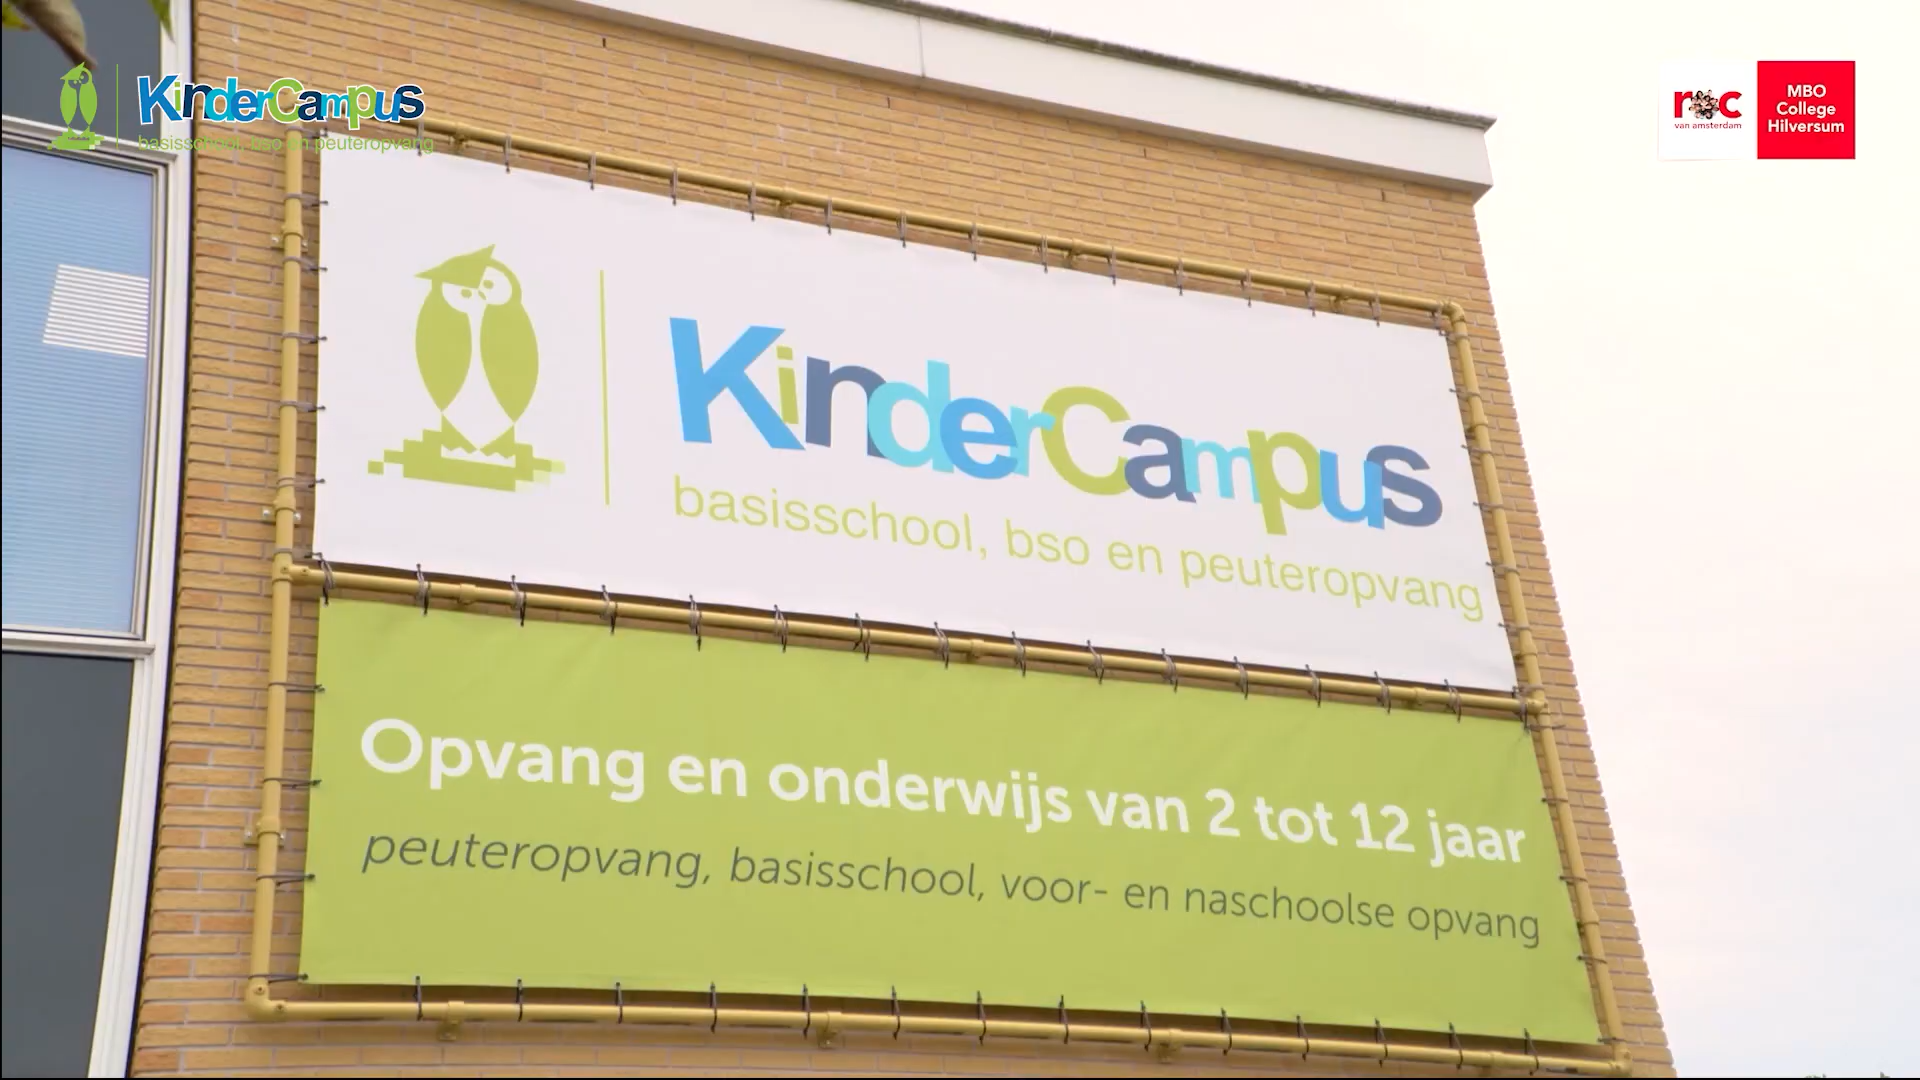 KinderCampus
basisschool, bso en peuteropvang
roc
van amsterdam
MBO
College
Hilversum
KinderCampus
basisschool, bso en peuteropvang
Opvang en onderwijs van 2 tot 12 jaar
peuteropvang, basisschool, voor- en naschoolse opvang